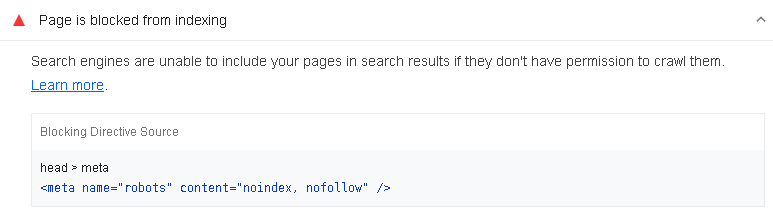 Page is blocked from indexing
Search engines are unable to include your pages in search results if they don't have permission to crawl them.
Learn more.
Blocking Directive Source
head > meta
<meta name="robots" content="noindex, nofollow" />